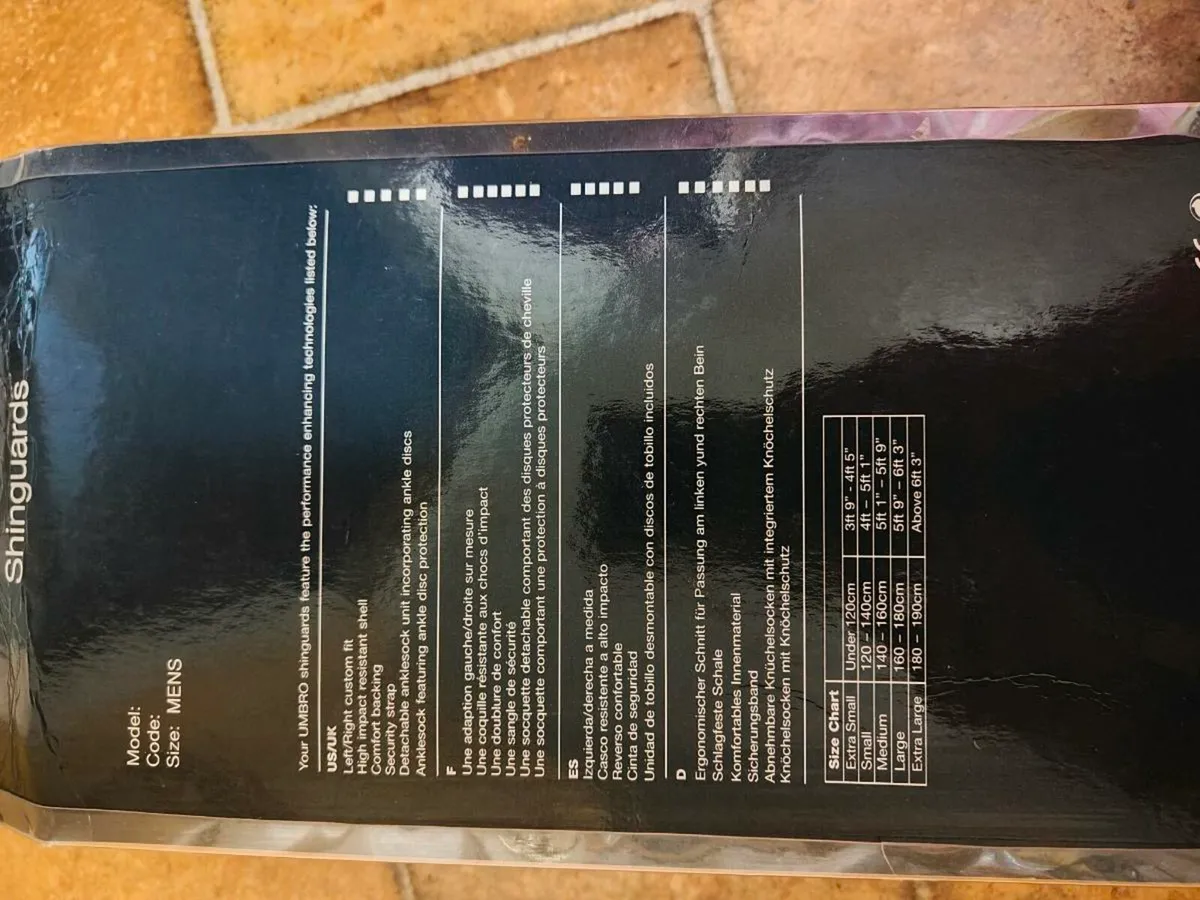 Shinguards
Model:
Code:
Size: MENS
Your UMBRO shinguards feature the performance enhancing technologies listed below:
US/UK
Left/Right custom fit
High impact resistant shell
Comfort backing
Security strap
Detachable anklesock unit incorporating ankle discs
Anklesock featuring ankle disc protection
F
Une adaption gauche/droite sur mesure
Une coquille résistante aux chocs d'impact
Une doublure de confort
Une sangle de sécurité
Une socquette detachable comportant des disques protecteurs de cheville
Une socquette comportant une protection à disques protecteurs
ES
Izquierda/derecha a medida
Casco resistente a alto impacto
Reverso confortable
Cinta de seguridad
Unidad de tobillo desmontable con discos de tobillo incluidos
D
Ergonomischer Schnitt für Passung am linken yund rechten Bein
Schlagfeste Schale
Komfortables Innenmaterial
Sicherungsband
Abnehmbare Knüchelsocken mit integriertem Knöchelschutz
Knöchelsocken mit Knöchelschutz
Size Chart
Extra Small Under 120cm 3ft 9" - 4ft 5"
Small 120 – 140cm 4ft – 5ft 1"
Medium 140 – 160cm 5ft 1" – 5ft 9"
Large 160 – 180cm 5ft 9" – 6ft 3"
Extra Large 180 – 190cm Above 6ft 3"